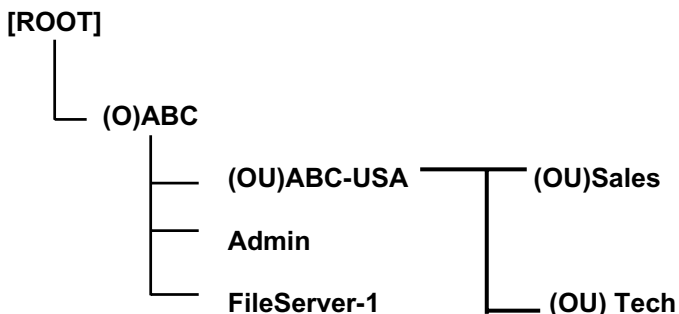 [ROOT]
(O)ABC
(OU)ABC-USA (OU)Sales
Admin
FileServer-1 (OU) Tech